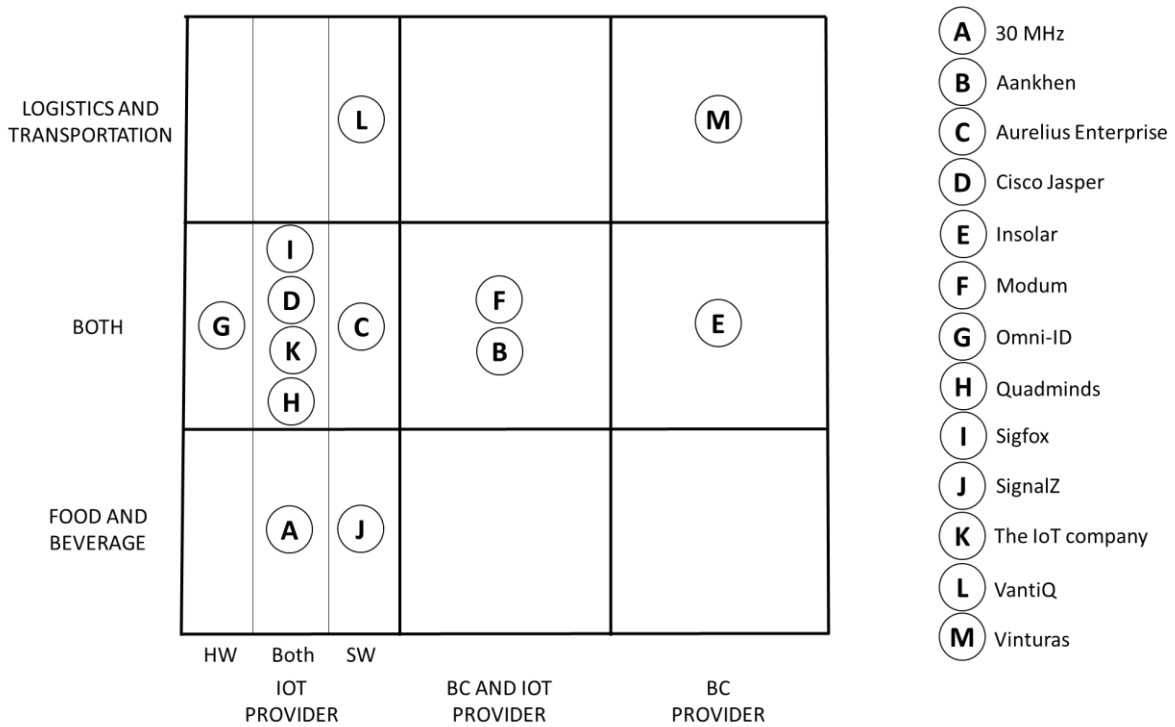 LOGISTICS AND
TRANSPORTATION
L
M
BOTH
I
D
K
H
G
C
F
B
E
FOOD AND
BEVERAGE
A
J
HW Both SW
IOT
PROVIDER
BC AND IOT
PROVIDER
BC
PROVIDER
A 30 MHz
B Aankhen
C Aurelius Enterprise
D Cisco Jasper
E Insolar
F Modum
G Omni-ID
H Quadminds
I Sigfox
J SignalZ
K The IoT company
L VantiQ
M Vinturas